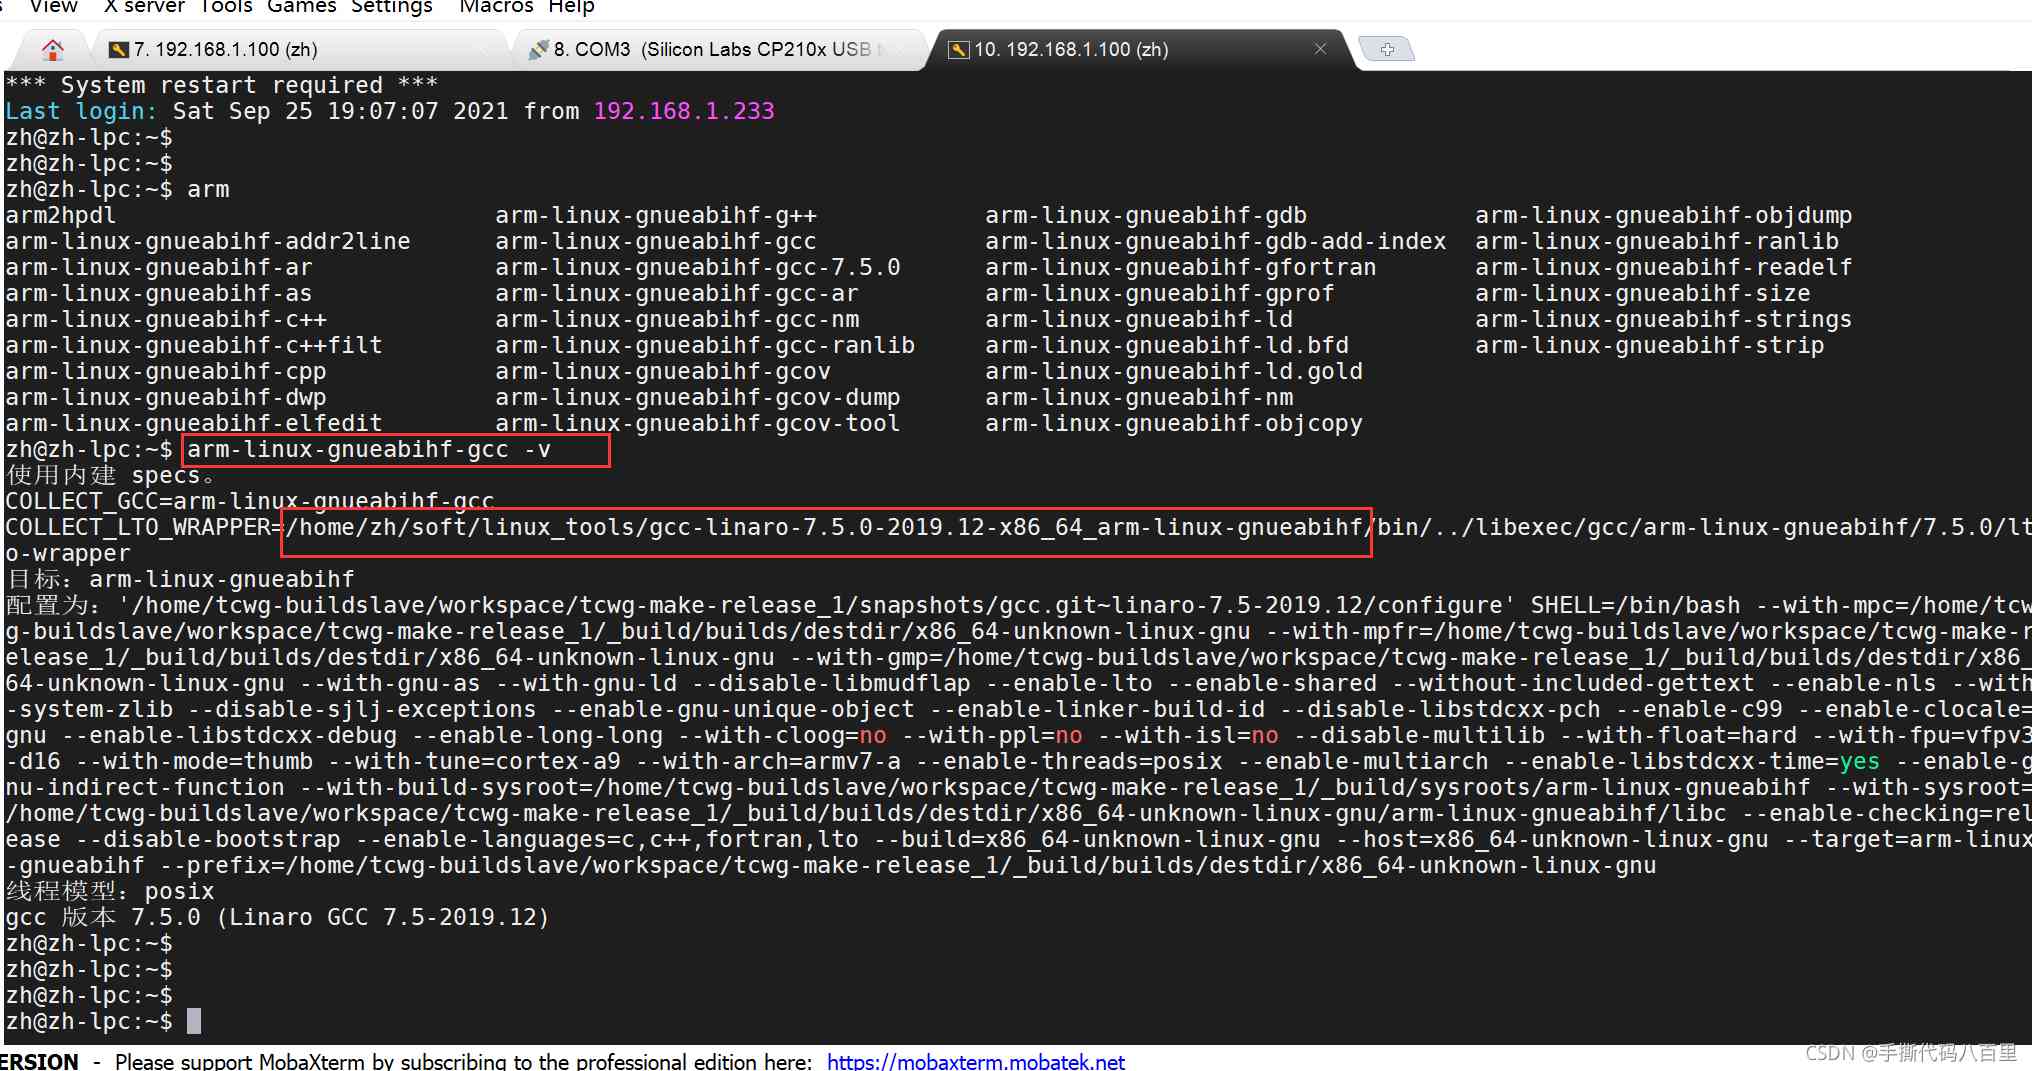 View X server Tools Games Settings Macros Help
7. 192.168.1.100 (zh) 8. COM3 (Silicon Labs CP210x USB 10. 192.168.1.100 (zh)
*** System restart required ***
Last login: Sat Sep 25 19:07:07 2021 from 192.168.1.233
zh@zh-lpc:~$
zh@zh-lpc:~$
zh@zh-lpc:~$ arm
arm2hpdl arm-linux-gnueabihf-g++ arm-linux-gnueabihf-gdb arm-linux-gnueabihf-objdump
arm-linux-gnueabihf-addr2line arm-linux-gnueabihf-gcc arm-linux-gnueabihf-gdb-add-index arm-linux-gnueabihf-ranlib
arm-linux-gnueabihf-ar arm-linux-gnueabihf-gcc-7.5.0 arm-linux-gnueabihf-gfortran arm-linux-gnueabihf-readelf
arm-linux-gnueabihf-as arm-linux-gnueabihf-gcc-ar arm-linux-gnueabihf-gprof arm-linux-gnueabihf-size
arm-linux-gnueabihf-c++ arm-linux-gnueabihf-gcc-nm arm-linux-gnueabihf-ld arm-linux-gnueabihf-strings
arm-linux-gnueabihf-c++filt arm-linux-gnueabihf-gcc-ranlib arm-linux-gnueabihf-ld.bfd arm-linux-gnueabihf-strip
arm-linux-gnueabihf-cpp arm-linux-gnueabihf-gcov arm-linux-gnueabihf-ld.gold
arm-linux-gnueabihf-dwp arm-linux-gnueabihf-gcov-dump arm-linux-gnueabihf-nm
arm-linux-gnueabihf-elfedit arm-linux-gnueabihf-gcov-tool arm-linux-gnueabihf-objcopy
zh@zh-lpc:~$ arm-linux-gnueabihf-gcc -v
使用内建 specs。
COLLECT_GCC=arm-linux-gnueabihf-gcc
COLLECT_LTO_WRAPPER=/home/zh/soft/linux_tools/gcc-linaro-7.5.0-2019.12-x86_64_arm-linux-gnueabihf/bin/../libexec/gcc/arm-linux-gnueabihf/7.5.0/lt
o-wrapper
目标：arm-linux-gnueabihf
配置为：'/home/tcwg-buildslave/workspace/tcwg-make-release_1/snapshots/gcc.git~linaro-7.5-2019.12/configure' SHELL=/bin/bash --with-mpc=/home/tcw
g-buildslave/workspace/tcwg-make-release_1/_build/builds/destdir/x86_64-unknown-linux-gnu --with-mpfr=/home/tcwg-buildslave/workspace/tcwg-make-r
elease_1/_build/builds/destdir/x86_64-unknown-linux-gnu --with-gmp=/home/tcwg-buildslave/workspace/tcwg-make-release_1/_build/builds/destdir/x86_
64-unknown-linux-gnu --with-gnu-as --with-gnu-ld --disable-libmudflap --enable-lto --enable-shared --without-included-gettext --enable-nls --with
-system-zlib --disable-sjlj-exceptions --enable-gnu-unique-object --enable-linker-build-id --disable-libstdcxx-pch --enable-c99 --enable-clocale=
gnu --enable-libstdcxx-debug --enable-long-long --with-cloog=no --with-ppl=no --with-isl=no --disable-multilib --with-float=hard --with-fpu=vfpv3
-d16 --with-mode=thumb --with-tune=cortex-a9 --with-arch=armv7-a --enable-threads=posix --enable-multiarch --enable-libstdcxx-time=yes --enable-g
nu-indirect-function --with-build-sysroot=/home/tcwg-buildslave/workspace/tcwg-make-release_1/_build/sysroots/arm-linux-gnueabihf --with-sysroot=
/home/tcwg-buildslave/workspace/tcwg-make-release_1/_build/builds/destdir/x86_64-unknown-linux-gnu/arm-linux-gnueabihf/libc --enable-checking=rel
ease --disable-bootstrap --enable-languages=c,c++,fortran,lto --build=x86_64-unknown-linux-gnu --host=x86_64-unknown-linux-gnu --target=arm-linux
-gnueabihf --prefix=/home/tcwg-buildslave/workspace/tcwg-make-release_1/_build/builds/destdir/x86_64-unknown-linux-gnu
线程模型：posix
gcc 版本 7.5.0 (Linaro GCC 7.5-2019.12)
zh@zh-lpc:~$
zh@zh-lpc:~$
zh@zh-lpc:~$
zh@zh-lpc:~$
ERSION - Please support MobaXterm by subscribing to the professional edition here: https://mobaxterm.mobatek.net
CSDN @手撕代码八百里